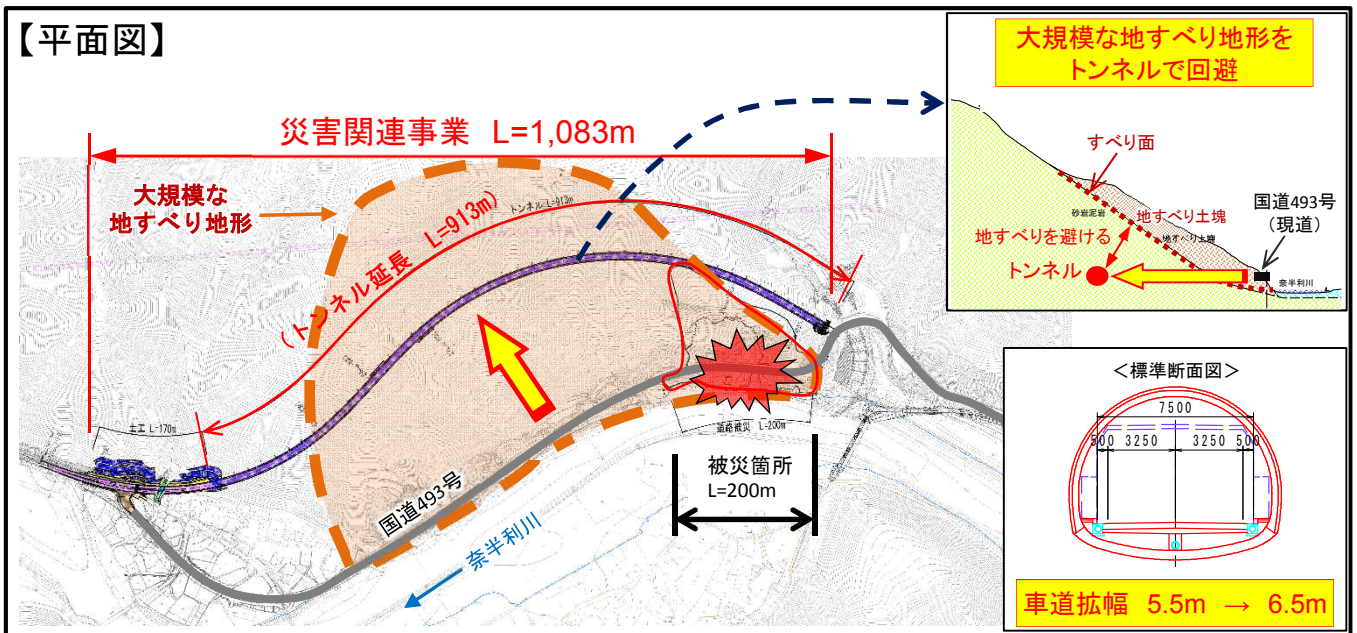 【平面図】
災害関連事業 L=1,083m
大規模な
地すべり地形
トンネル L=913m
(トンネル延長 L=913m)
土工 L=170m
国道493号
奈半利川
道路被災 L=200m
被災箇所
L=200m
大規模な地すべり地形を
トンネルで回避
すべり面
砂岩泥岩
地すべり土塊
地すべり土塊
地すべりを避ける
トンネル
国道493号
(現道)
奈半利川
<標準断面図>
7500
500 3250 3250 500
車道拡幅 5.5m → 6.5m